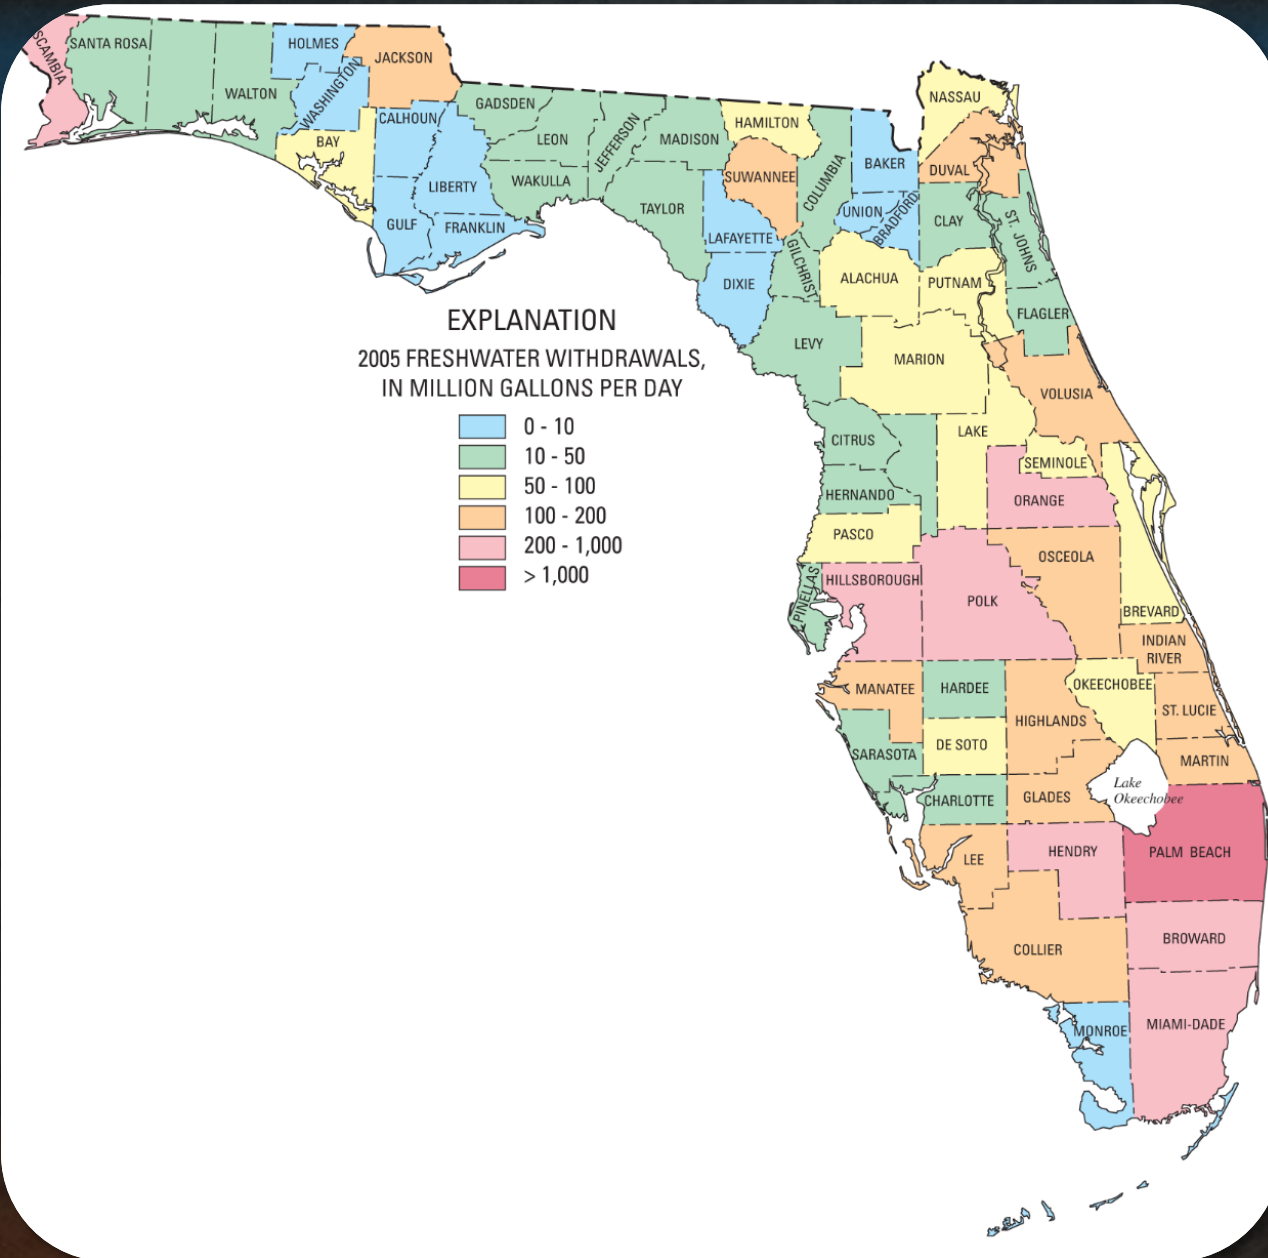 SCAMBIA
SANTA ROSA
WALTON
HOLMES
WASHINGTON
JACKSON
BAY
CALHOUN
GULF
LIBERTY
FRANKLIN
GADSDEN
LEON
WAKULLA
JEFFERSON
MADISON
TAYLOR
HAMILTON
SUWANNEE
LAFAYETTE
DIXIE
COLUMBIA
GILCHRIST
BAKER
UNION
BRADFORD
NASSAU
DUVAL
CLAY
ST. JOHNS
ALACHUA
PUTNAM
FLAGLER
LEVY
MARION
VOLUSIA
EXPLANATION
2005 FRESHWATER WITHDRAWALS,
IN MILLION GALLONS PER DAY
0 - 10
10 - 50
50 - 100
100 - 200
200 - 1,000
> 1,000
CITRUS
LAKE
SEMINOLE
HERNANDO
ORANGE
PASCO
OSCEOLA
PINELLAS
HILLSBOROUGH
POLK
BREVARD
INDIAN
RIVER
MANATEE
HARDEE
HIGHLANDS
OKEECHOBEE
ST. LUCIE
SARASOTA
DE SOTO
MARTIN
Lake
Okeechobee
CHARLOTTE
GLADES
LEE
HENDRY
PALM BEACH
COLLIER
BROWARD
MONROE
MIAMI-DADE